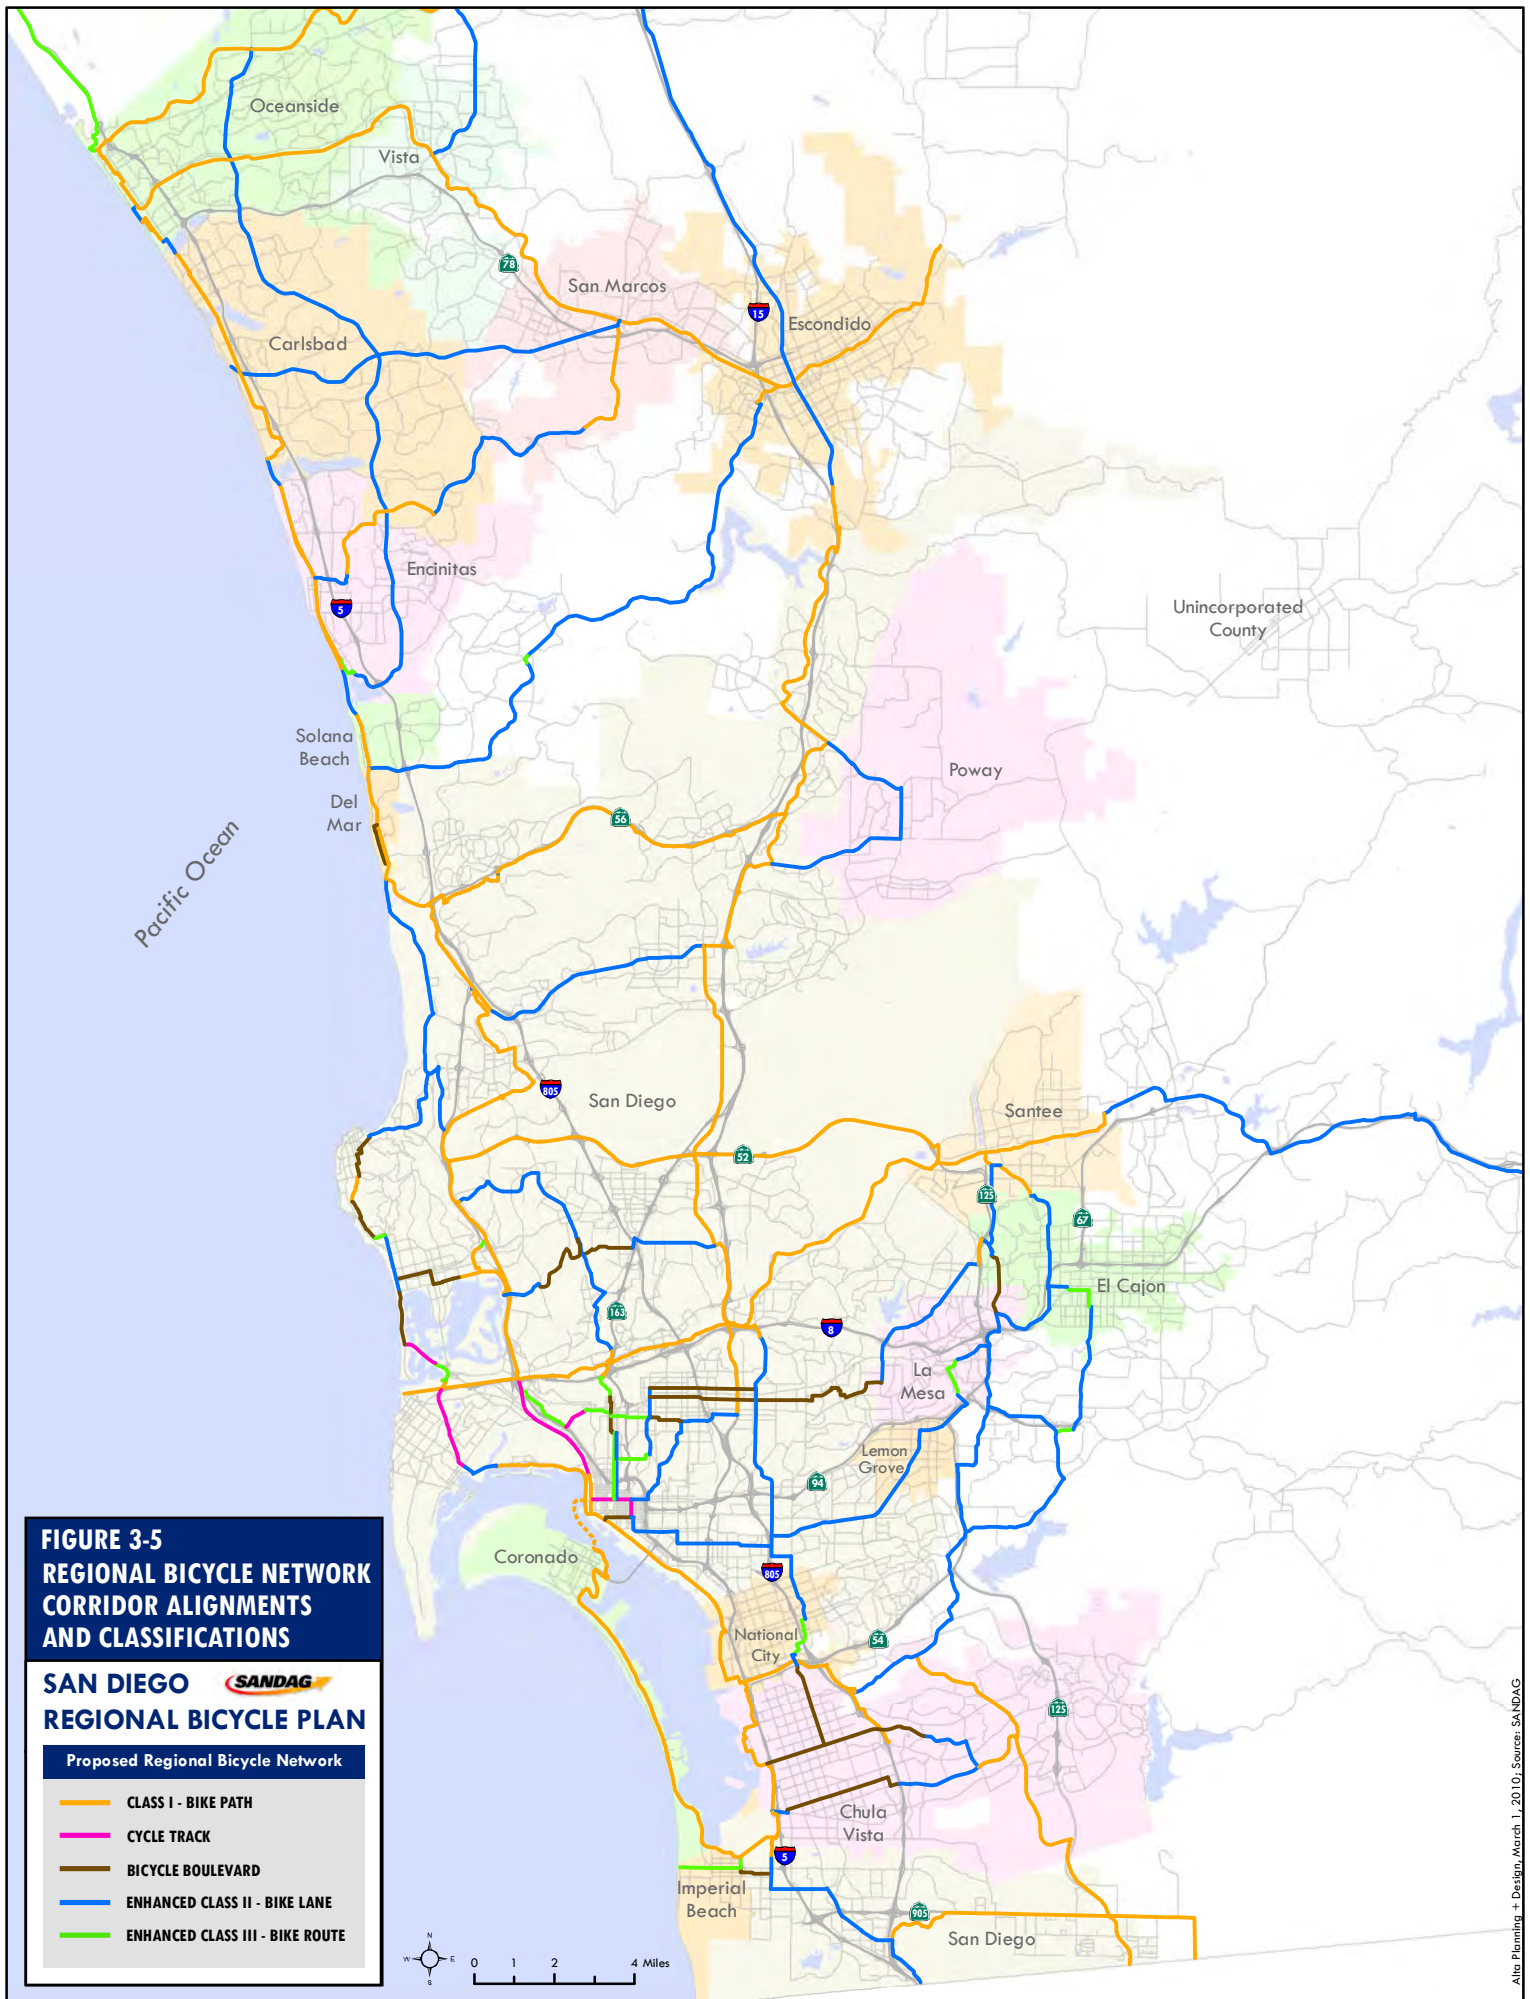 Oceanside
Vista
78
San Marcos
15
Escondido
Carlsbad
Encinitas
5
Unincorporated
County
Solana
Beach
Del
Mar
Poway
56
Pacific Ocean
805
San Diego
Santee
52
125
67
El Cajon
163
8
La
Mesa
Lemon
Grove
94
Coronado
805
National
City
54
125
Chula
Vista
5
Imperial
Beach
905
San Diego
FIGURE 3-5
REGIONAL BICYCLE NETWORK
CORRIDOR ALIGNMENTS
AND CLASSIFICATIONS
SAN DIEGO SANDAG
REGIONAL BICYCLE PLAN
Proposed Regional Bicycle Network
CLASS I - BIKE PATH
CYCLE TRACK
BICYCLE BOULEVARD
ENHANCED CLASS II - BIKE LANE
ENHANCED CLASS III - BIKE ROUTE
N
W E
S
0 1 2 4 Miles
Alta Planning + Design, March 1, 2010; Source: SANDAG